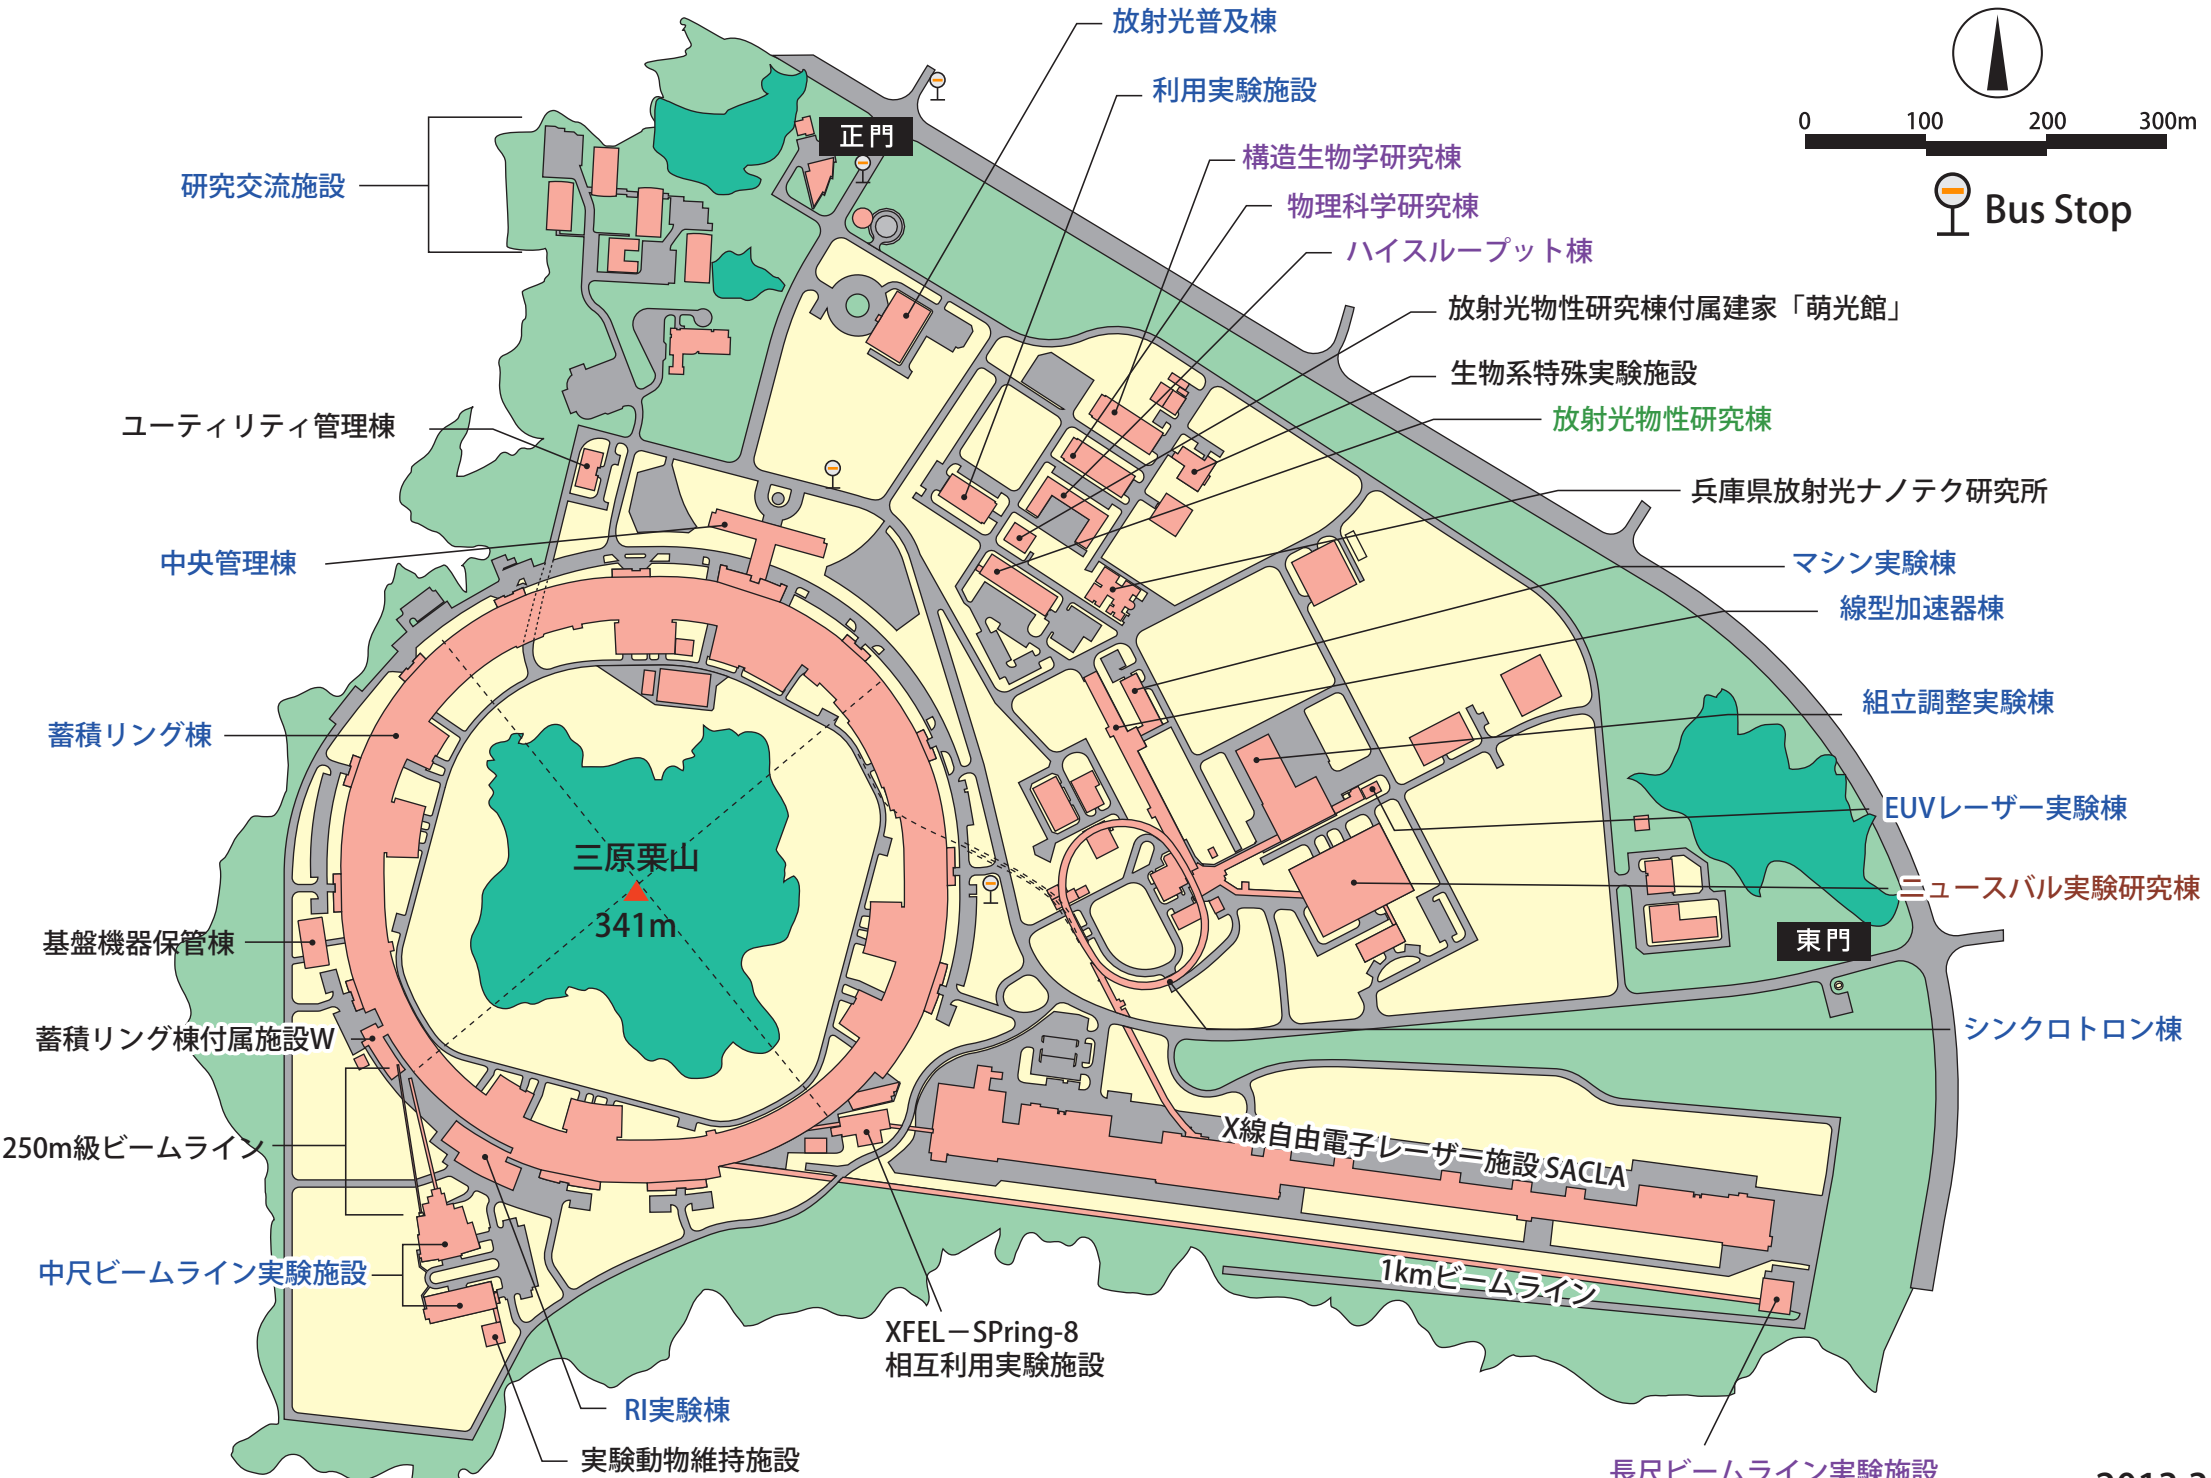 放射光普及棟
利用実験施設
正門
構造生物学研究棟
研究交流施設
物理科学研究棟
ハイスループット棟
0 100 200 300m
Bus Stop
放射光物性研究棟付属建家「萌光館」
生物系特殊実験施設
放射光物性研究棟
ユーティリティ管理棟
兵庫県放射光ナノテク研究所
中央管理棟
マシン実験棟
線型加速器棟
組立調整実験棟
蓄積リング棟
EUVレーザー実験棟
三原栗山
341m
ニュースバル実験研究棟
基盤機器保管棟
東門
蓄積リング棟付属施設W
シンクロトロン棟
250m級ビームライン
X線自由電子レーザー施設 SACLA
中尺ビームライン実験施設
1kmビームライン
XFEL－SPring-8
相互利用実験施設
RI実験棟
実験動物維持施設
長尺ビームライン実験施設